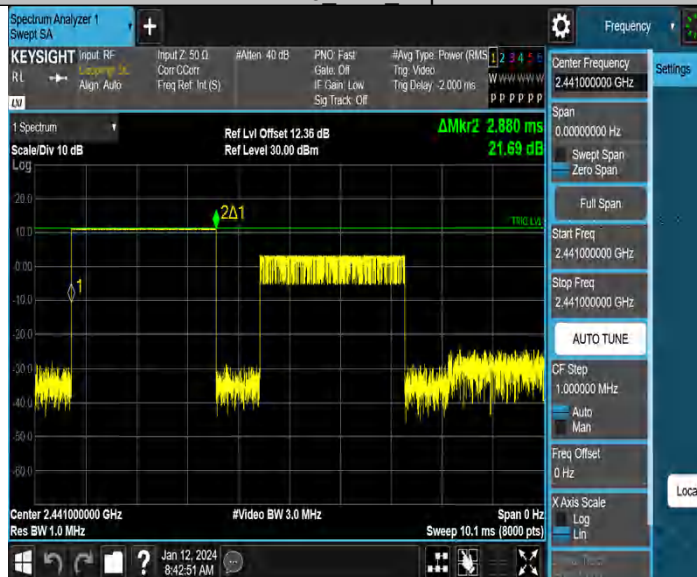 Spectrum Analyzer 1
Swept SA
Frequency
KEYSIGHT
Input: RF
Input Z: 50 Ω
#Atten: 40 dB
PNO: Fast
#Avg Type: Power (RMS)
1 2 3 4 5 6
RL
Corr CCorr
Gate: Off
Trig: Video
Align: Auto
Freq Ref: Int (S)
IF Gain: Low
Trig Delay: -2.000 ms
W W W W W W
Sig Track: Off
P P P P P P
LXI
1 Spectrum
Scale/Div 10 dB
Ref Lvl Offset 12.36 dB
Ref Level 30.00 dBm
ΔMkr2 2.880 ms
21.69 dB
Log
20.0
10.0
0.00
-10.0
-20.0
-30.0
-40.0
-50.0
-60.0
2Δ1
1
TRIG LVL
Center 2.441000000 GHz
#Video BW 3.0 MHz
Span 0 Hz
Res BW 1.0 MHz
Sweep 10.1 ms (8000 pts)
?
Jan 12, 2024
8:42:51 AM
Center Frequency
2.441000000 GHz
Settings
Span
0.00000000 Hz
Swept Span
Zero Span
Full Span
Start Freq
2.441000000 GHz
Stop Freq
2.441000000 GHz
AUTO TUNE
CF Step
1.000000 MHz
Auto
Man
Freq Offset
0 Hz
X Axis Scale
Log
Lin
Loca